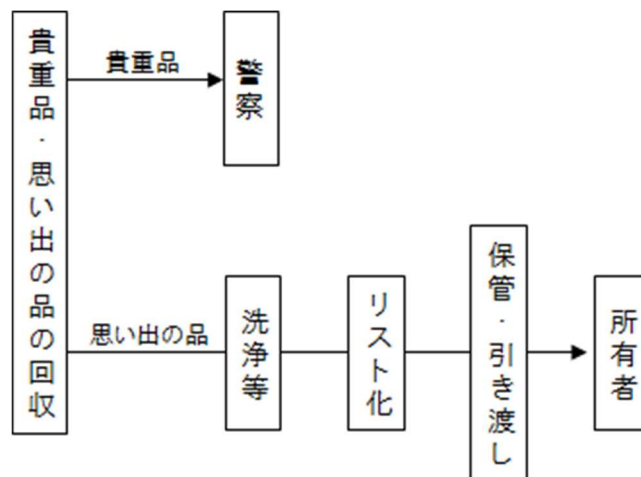 貴重品・思い出の品の回収
貴重品
警察
思い出の品
洗浄等
リスト化
保管・引き渡し
所有者